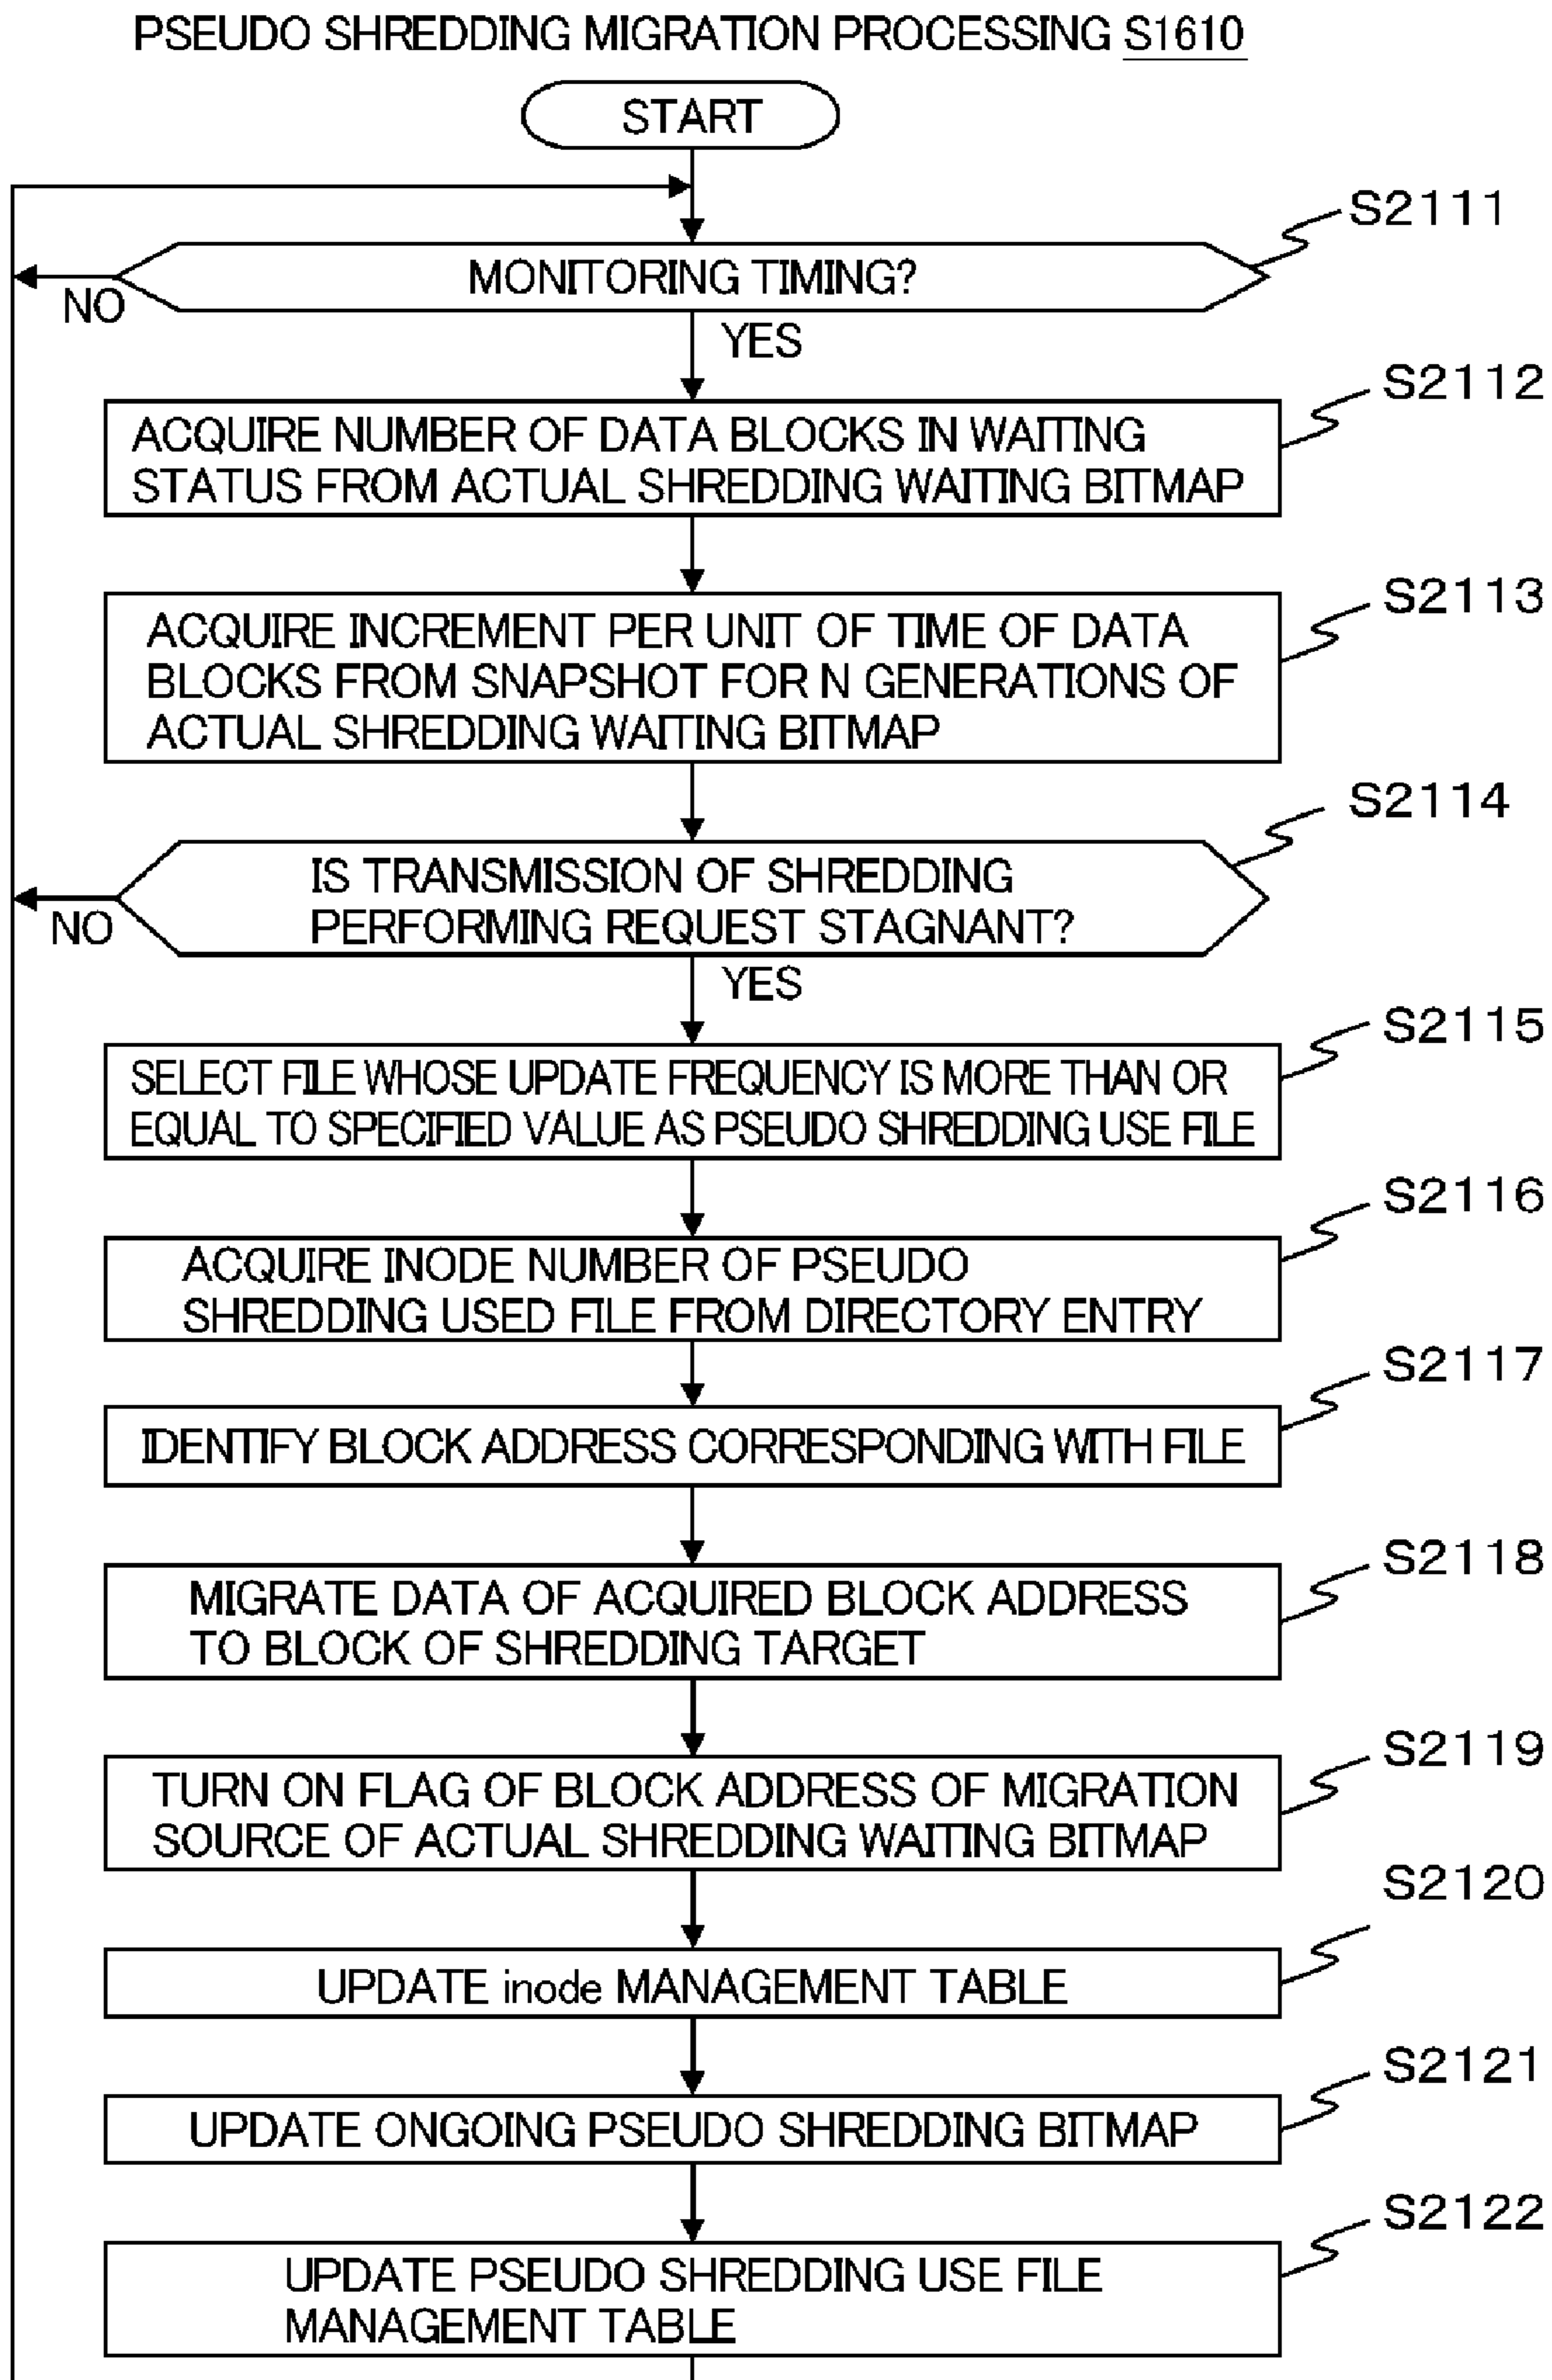 PSEUDO SHREDDING MIGRATION PROCESSING S1610
START
S2111
MONITORING TIMING?
NO
YES
S2112
ACQUIRE NUMBER OF DATA BLOCKS IN WAITING
STATUS FROM ACTUAL SHREDDING WAITING BITMAP
S2113
ACQUIRE INCREMENT PER UNIT OF TIME OF DATA
BLOCKS FROM SNAPSHOT FOR N GENERATIONS OF
ACTUAL SHREDDING WAITING BITMAP
S2114
IS TRANSMISSION OF SHREDDING
PERFORMING REQUEST STAGNANT?
NO
YES
S2115
SELECT FILE WHOSE UPDATE FREQUENCY IS MORE THAN OR
EQUAL TO SPECIFIED VALUE AS PSEUDO SHREDDING USE FILE
S2116
ACQUIRE INODE NUMBER OF PSEUDO
SHREDDING USED FILE FROM DIRECTORY ENTRY
S2117
IDENTIFY BLOCK ADDRESS CORRESPONDING WITH FILE
S2118
MIGRATE DATA OF ACQUIRED BLOCK ADDRESS
TO BLOCK OF SHREDDING TARGET
S2119
TURN ON FLAG OF BLOCK ADDRESS OF MIGRATION
SOURCE OF ACTUAL SHREDDING WAITING BITMAP
S2120
UPDATE inode MANAGEMENT TABLE
S2121
UPDATE ONGOING PSEUDO SHREDDING BITMAP
S2122
UPDATE PSEUDO SHREDDING USE FILE
MANAGEMENT TABLE